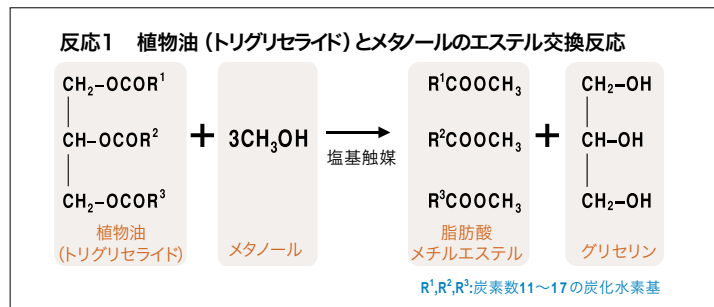 反応1 植物油(トリグリセライド)とメタノールのエステル交換反応
CH₂-OCOR¹
CH-OCOR²
CH₂-OCOR³
植物油
(トリグリセライド)
+
3CH₃OH
メタノール
塩基触媒
R¹COOCH₃
R²COOCH₃
R³COOCH₃
脂肪酸
メチルエステル
+
CH₂-OH
CH-OH
CH₂-OH
グリセリン
R¹,R²,R³:炭素数11〜17の炭化水素基